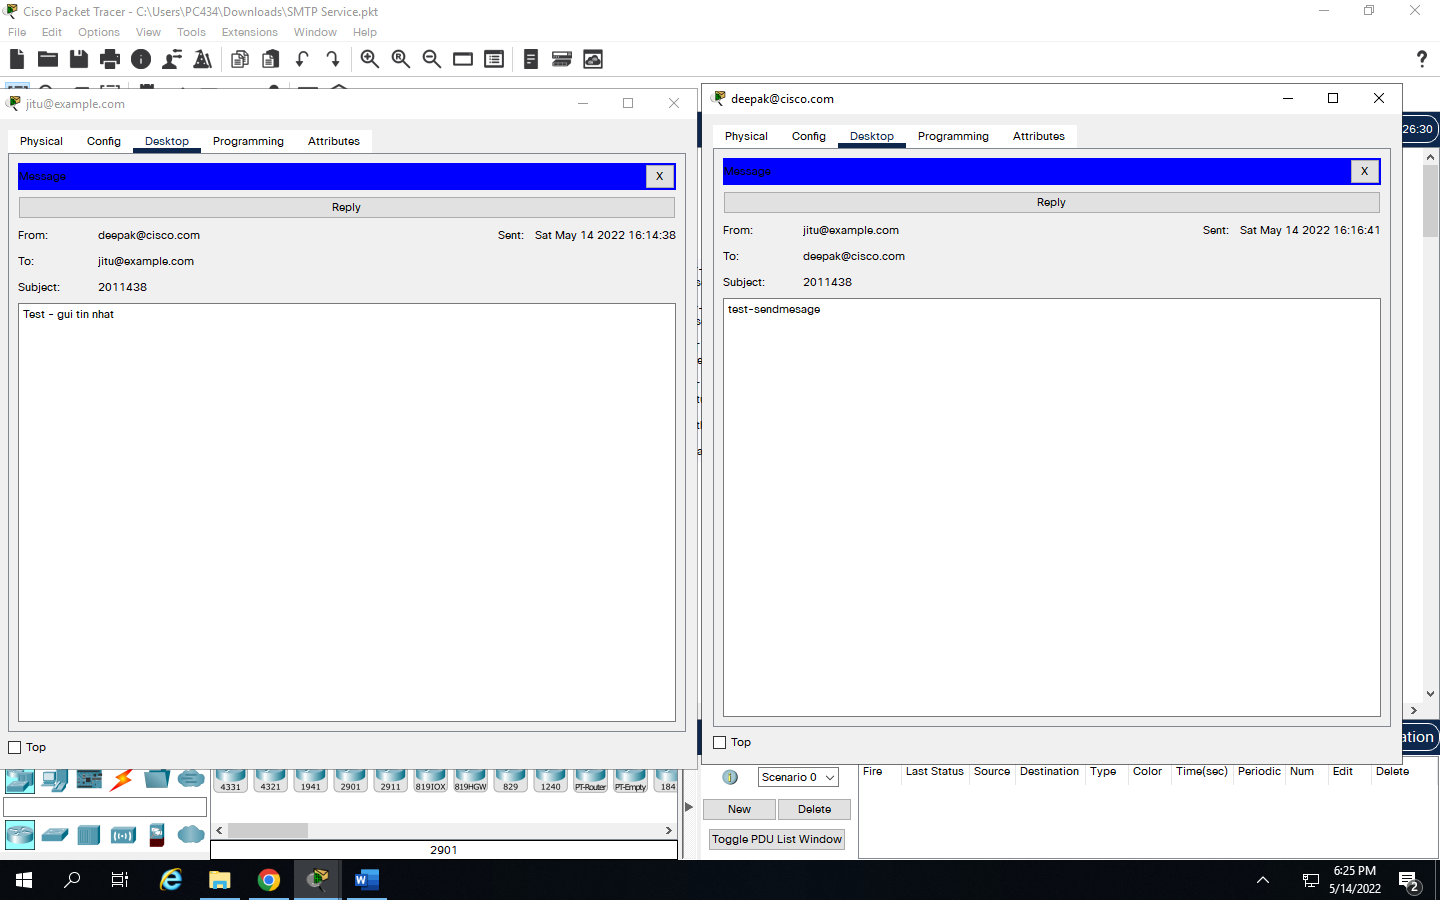 Cisco Packet Tracer - C:\Users\PC434\Downloads\SMTP Service.pkt
File Edit Options View Tools Extensions Window Help
jitu@example.com
Physical Config Desktop Programming Attributes
Message X
Reply
From: deepak@cisco.com Sent: Sat May 14 2022 16:14:38
To: jitu@example.com
Subject: 2011438
Test - gui tin nhat
Top
deepak@cisco.com
Physical Config Desktop Programming Attributes
Message X
Reply
From: jitu@example.com Sent: Sat May 14 2022 16:16:41
To: deepak@cisco.com
Subject: 2011438
test-sendmesage
Top
26:30
ation
4331 4321 1941 2901 2911 819IOX 819HGW 829 1240 PT-Router PT-Empty 184
2901
Scenario 0
New Delete
Toggle PDU List Window
Fire Last Status Source Destination Type Color Time(sec) Periodic Num Edit Delete
6:25 PM
5/14/2022
2